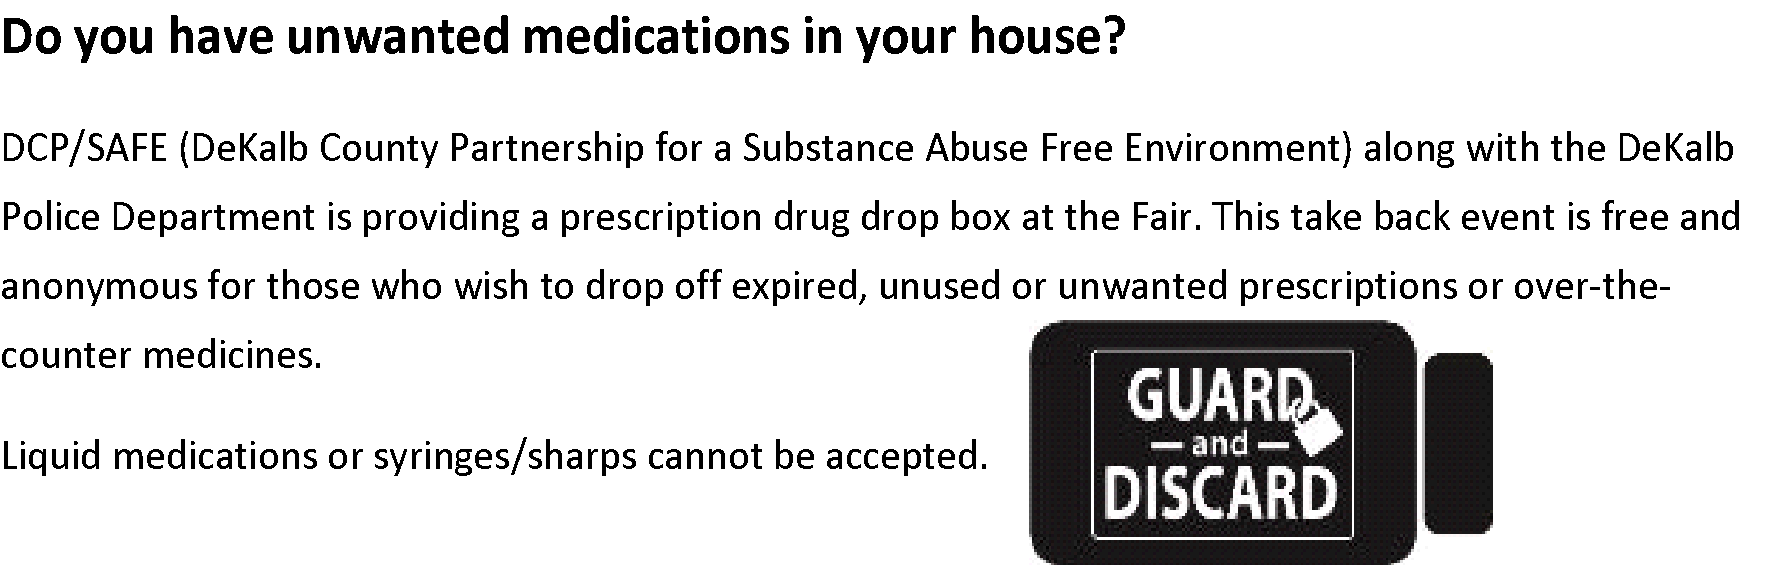 Do you have unwanted medications in your house?
DCP/SAFE (DeKalb County Partnership for a Substance Abuse Free Environment) along with the DeKalb
Police Department is providing a prescription drug drop box at the Fair. This take back event is free and
anonymous for those who wish to drop off expired, unused or unwanted prescriptions or over-the-
counter medicines.
Liquid medications or syringes/sharps cannot be accepted.
GUARD
and
DISCARD